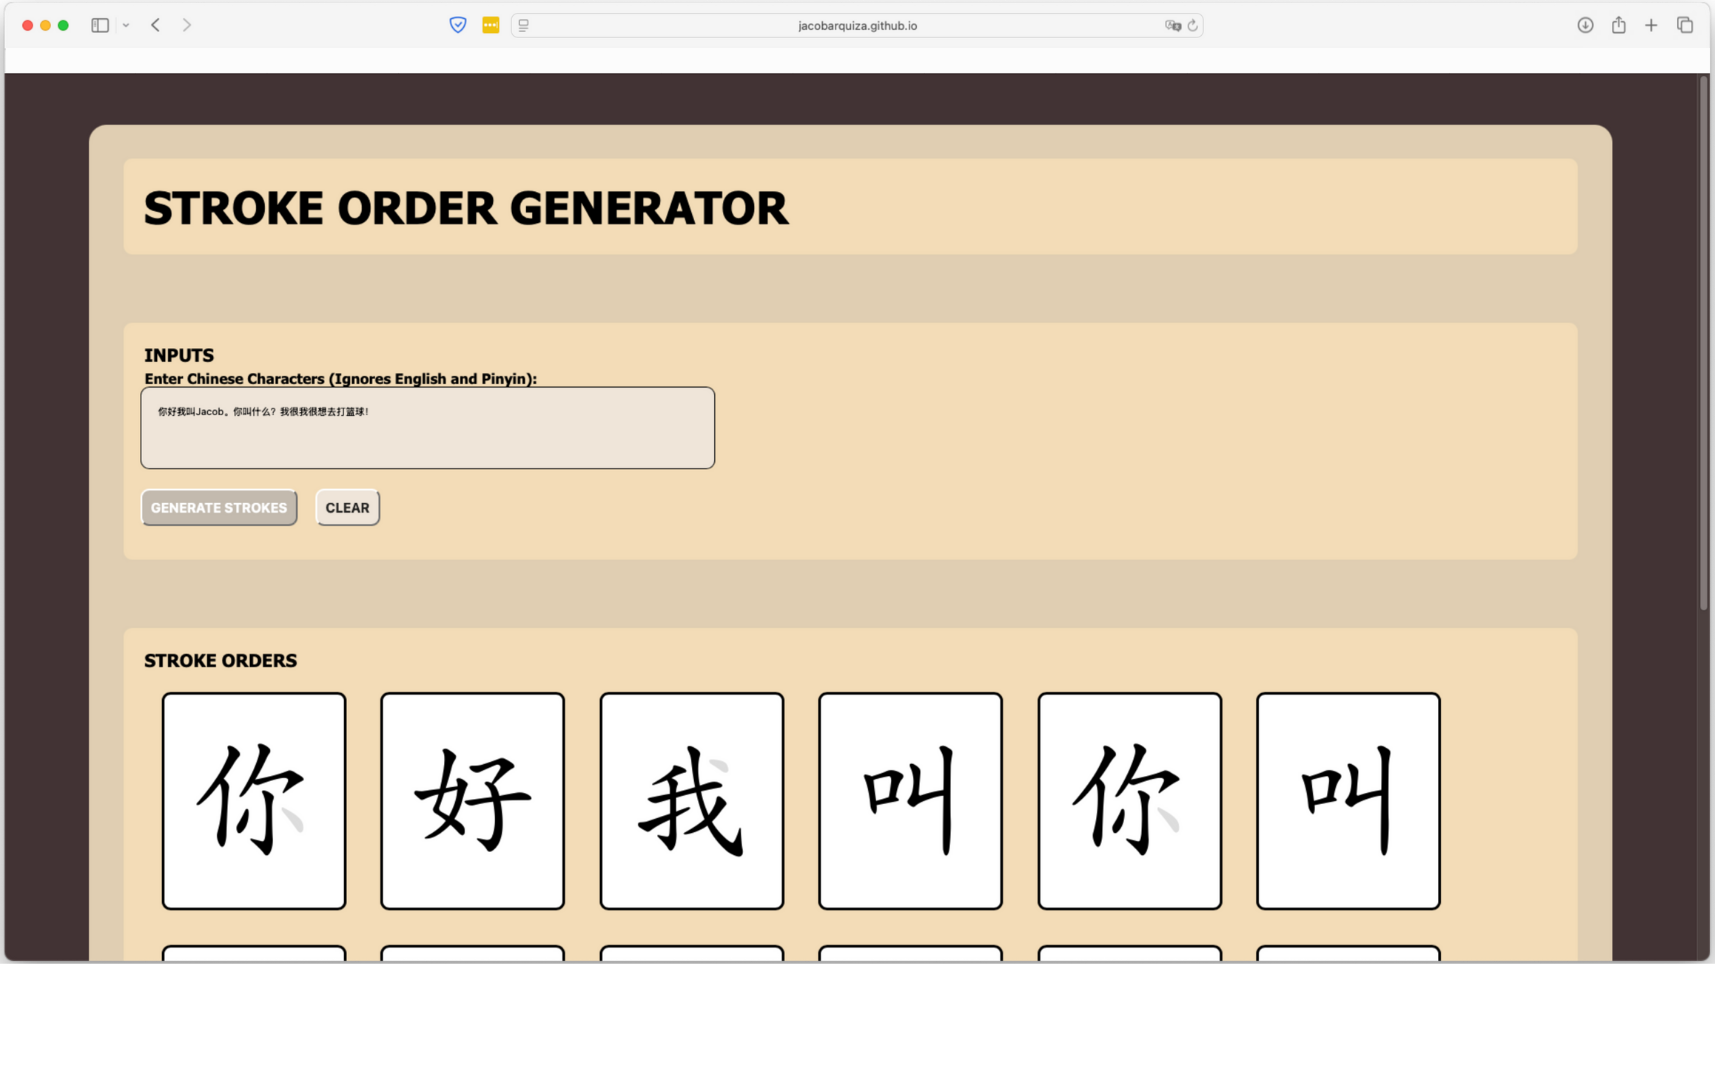 jacobarquiza.github.io
STROKE ORDER GENERATOR
INPUTS
Enter Chinese Characters (Ignores English and Pinyin):
你好我叫Jacob。你叫什么？我很我很想去打篮球！
GENERATE STROKES CLEAR
STROKE ORDERS
你 好 我 叫 你 叫